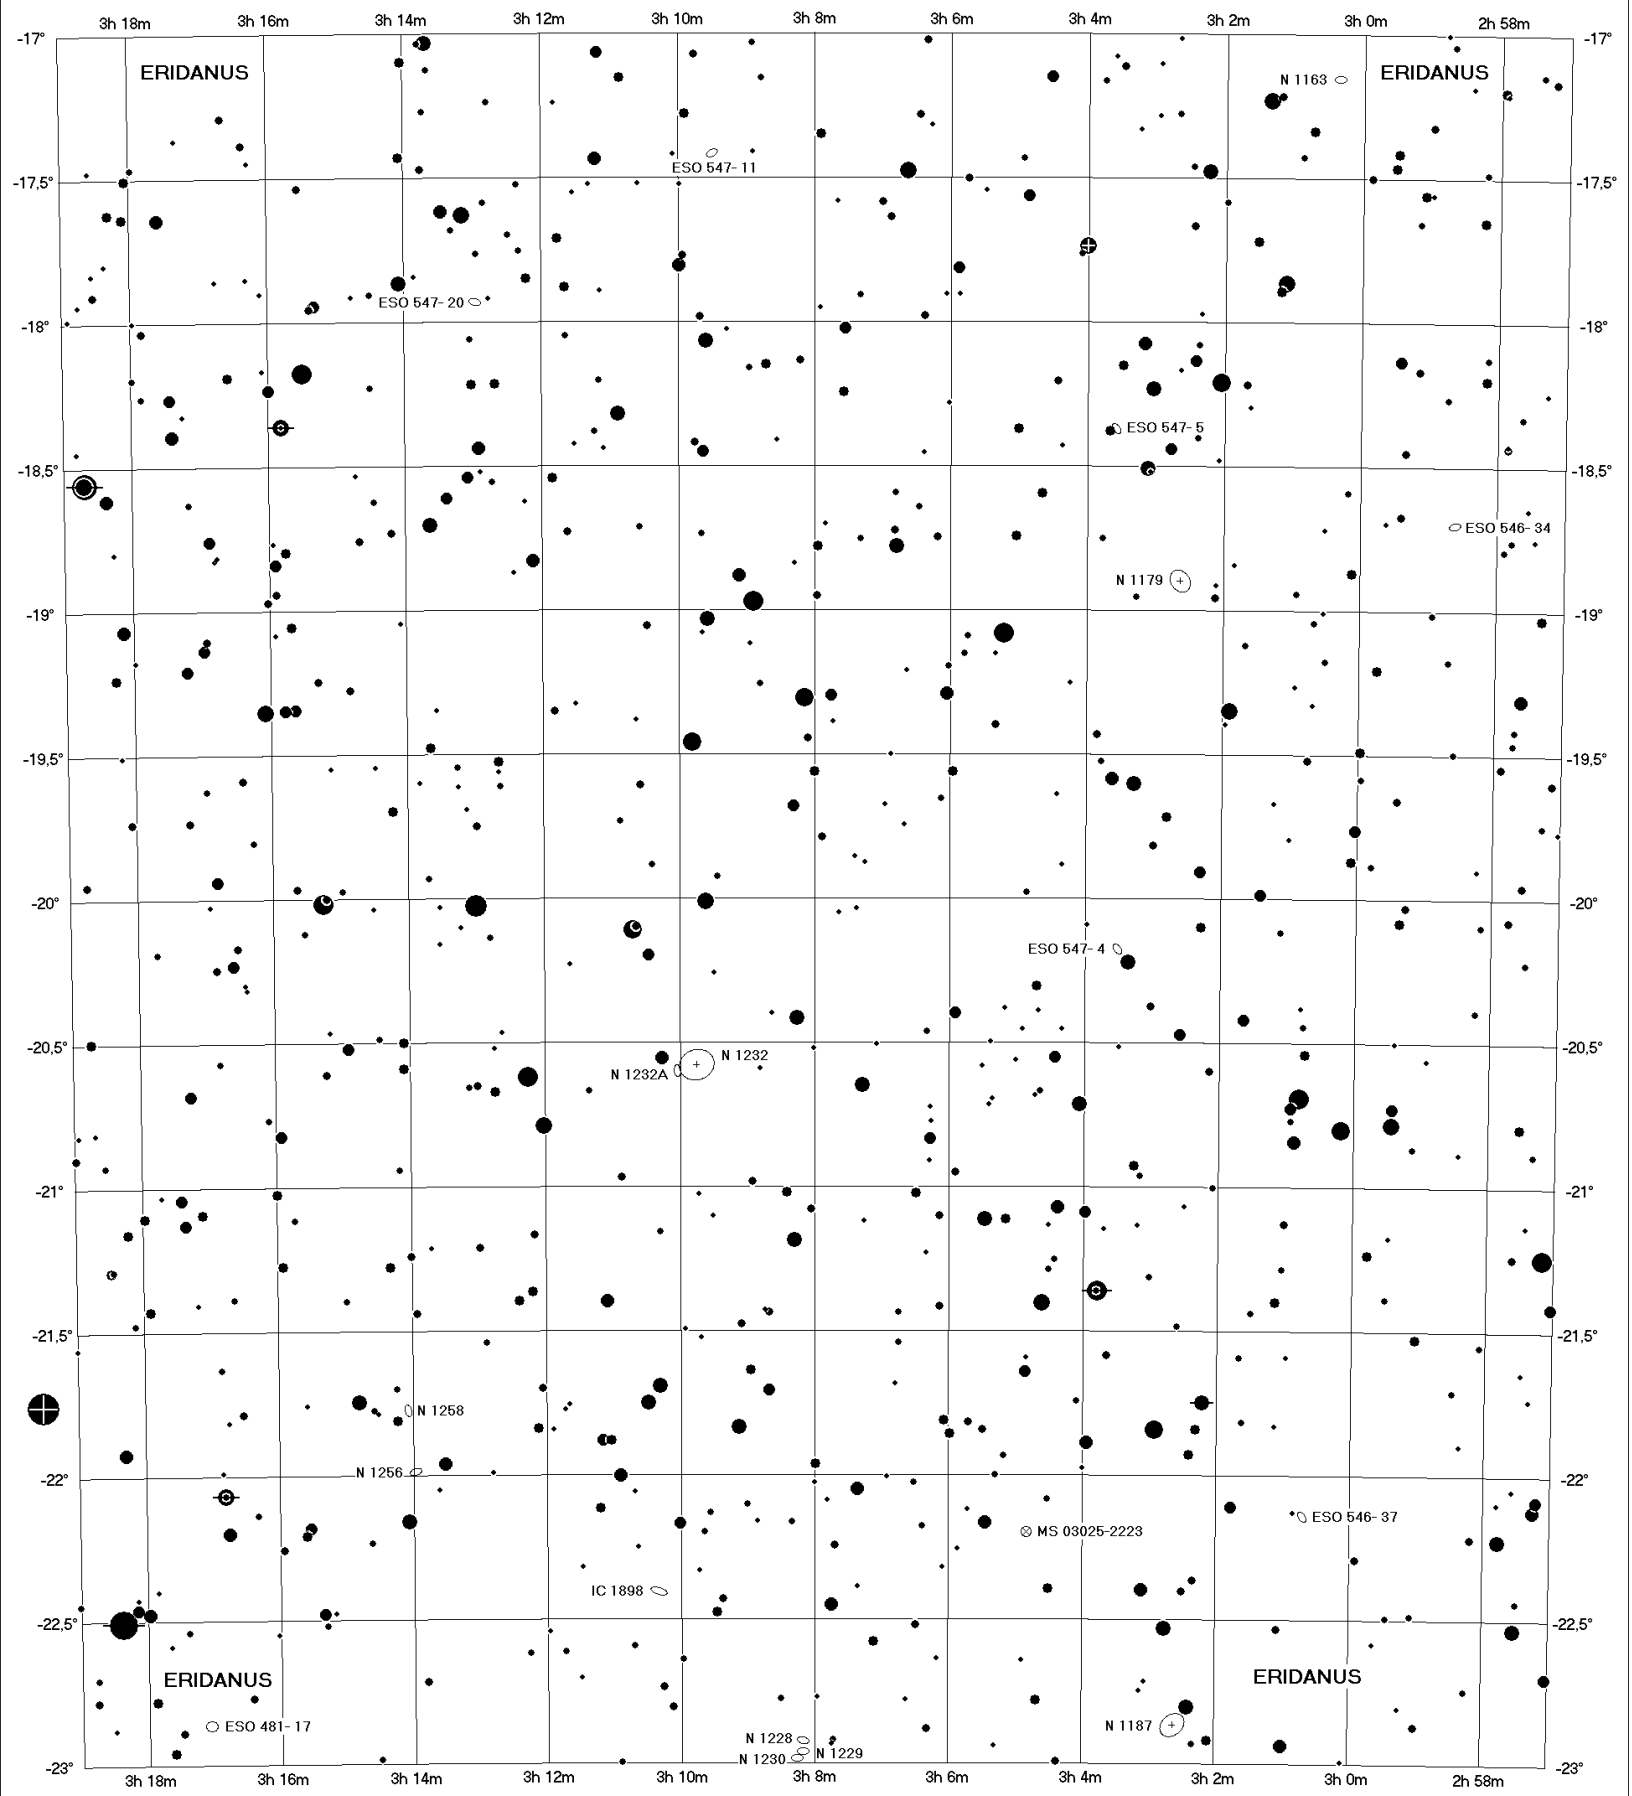 3h 18m 3h 16m 3h 14m 3h 12m 3h 10m 3h 8m 3h 6m 3h 4m 3h 2m 3h 0m 2h 58m
-17° -17°
ERIDANUS N 1163 ERIDANUS
ESO 547- 11
-17,5° -17,5°
ESO 547- 20
-18° -18°
ESO 547- 5
-18,5° -18,5°
ESO 546- 34
N 1179
-19° -19°
-19,5° -19,5°
-20° -20°
ESO 547- 4
-20,5° -20,5°
N 1232
N 1232A
-21° -21°
-21,5° -21,5°
N 1258
N 1256
-22° -22°
ESO 546- 37
MS 03025-2223
IC 1898
-22,5° -22,5°
ERIDANUS ERIDANUS
ESO 481- 17 N 1187
N 1228
N 1229
N 1230
-23° -23°
3h 18m 3h 16m 3h 14m 3h 12m 3h 10m 3h 8m 3h 6m 3h 4m 3h 2m 3h 0m 2h 58m